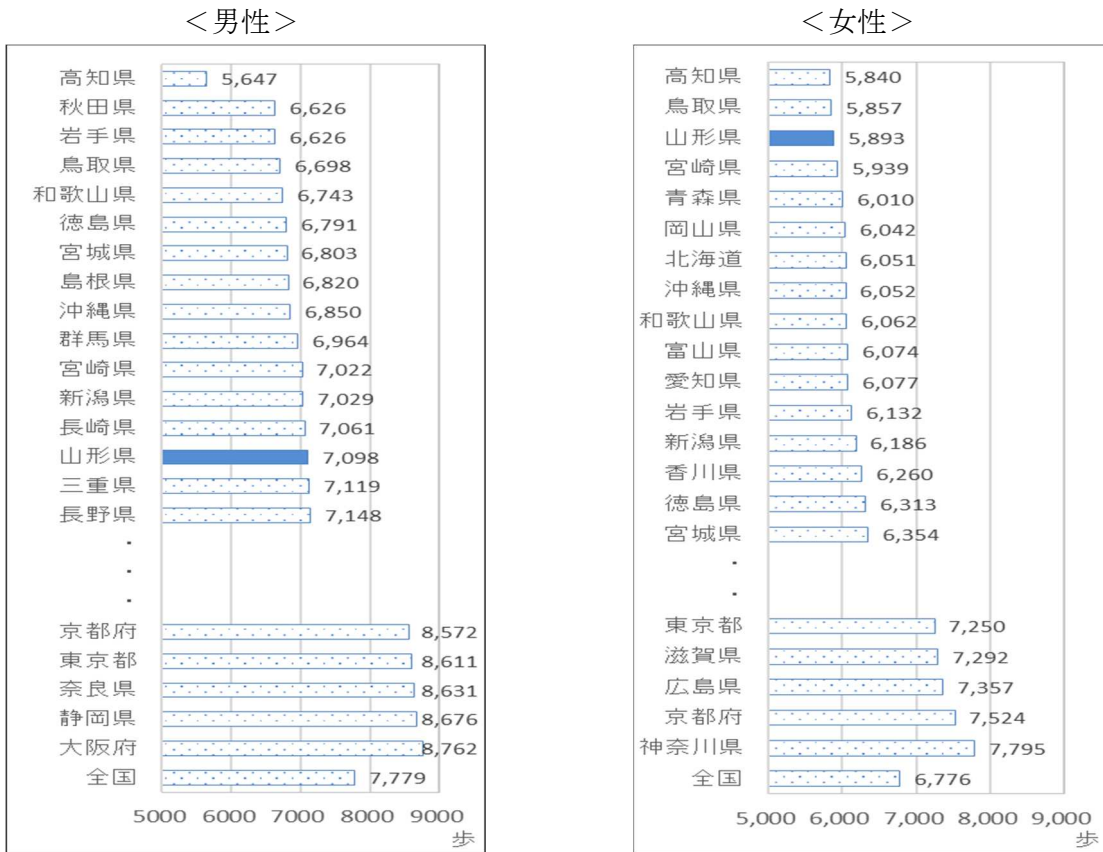 ＜男性＞
高知県 5,647
秋田県 6,626
岩手県 6,626
鳥取県 6,698
和歌山県 6,743
徳島県 6,791
宮城県 6,803
島根県 6,820
沖縄県 6,850
群馬県 6,964
宮崎県 7,022
新潟県 7,029
長崎県 7,061
山形県 7,098
三重県 7,119
長野県 7,148
・
・
・
京都府 8,572
東京都 8,611
奈良県 8,631
静岡県 8,676
大阪府 8,762
全国 7,779
5000 6000 7000 8000 9000
歩
＜女性＞
高知県 5,840
鳥取県 5,857
山形県 5,893
宮崎県 5,939
青森県 6,010
岡山県 6,042
北海道 6,051
沖縄県 6,052
和歌山県 6,062
富山県 6,074
愛知県 6,077
岩手県 6,132
新潟県 6,186
香川県 6,260
徳島県 6,313
宮城県 6,354
・
・
東京都 7,250
滋賀県 7,292
広島県 7,357
京都府 7,524
神奈川県 7,795
全国 6,776
5,000 6,000 7,000 8,000 9,000
歩